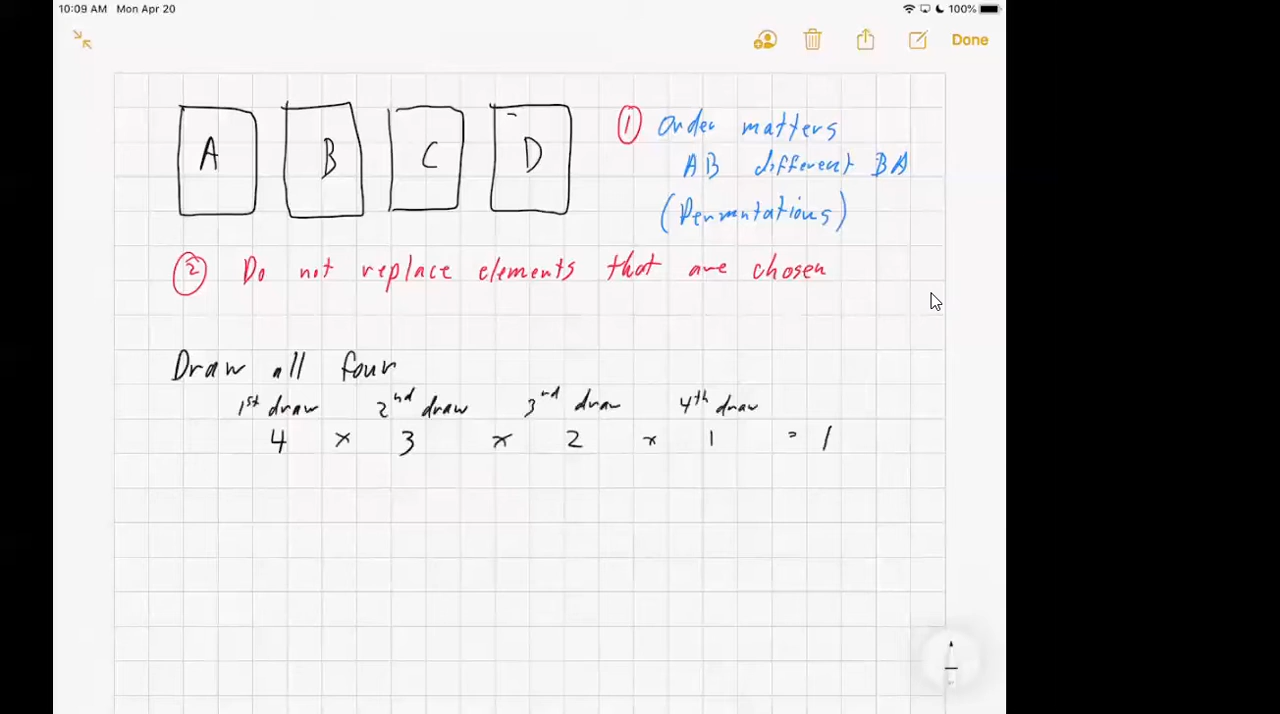 10:09 AM Mon Apr 20
100%
Done
A B C D
① Order matters
AB different BA
(Permutations)
② Do not replace elements that are chosen
Draw all four
1st draw 2nd draw 3rd draw 4th draw
4 × 3 × 2 × 1 = 1